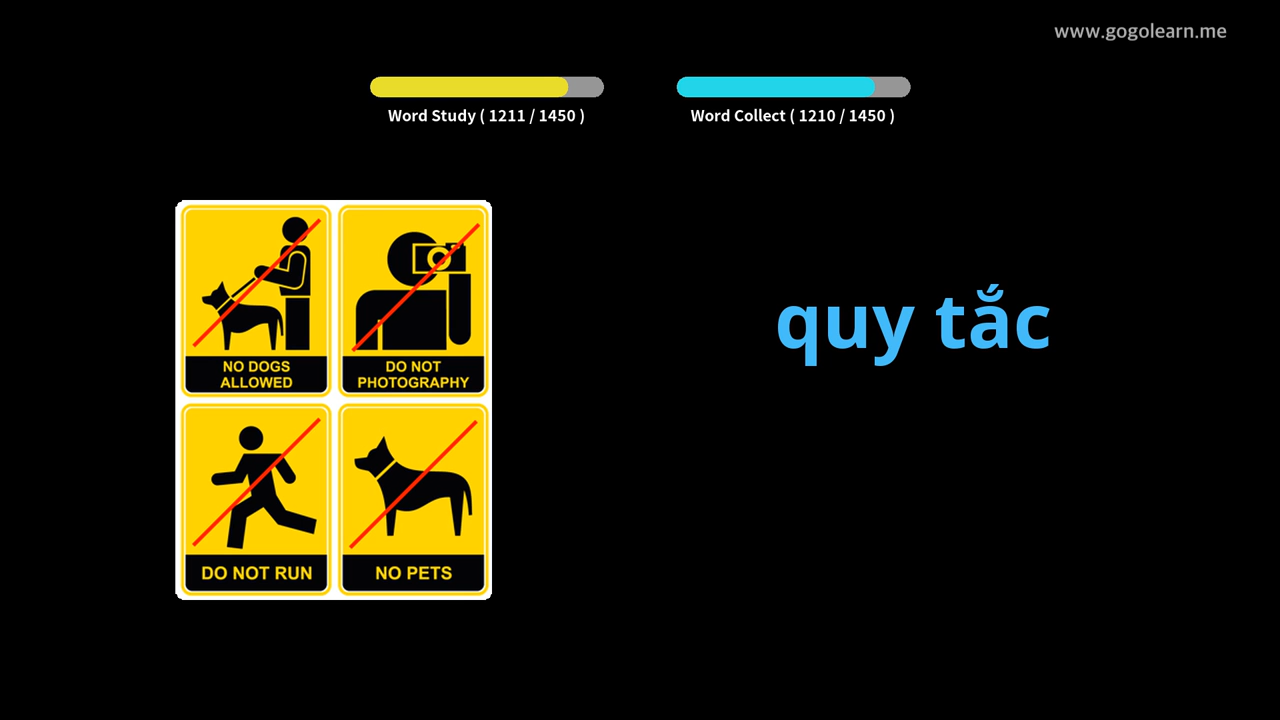 www.gogolearn.me
Word Study ( 1211 / 1450 )
Word Collect ( 1210 / 1450 )
NO DOGS
ALLOWED
DO NOT
PHOTOGRAPHY
DO NOT RUN
NO PETS
quy tắc